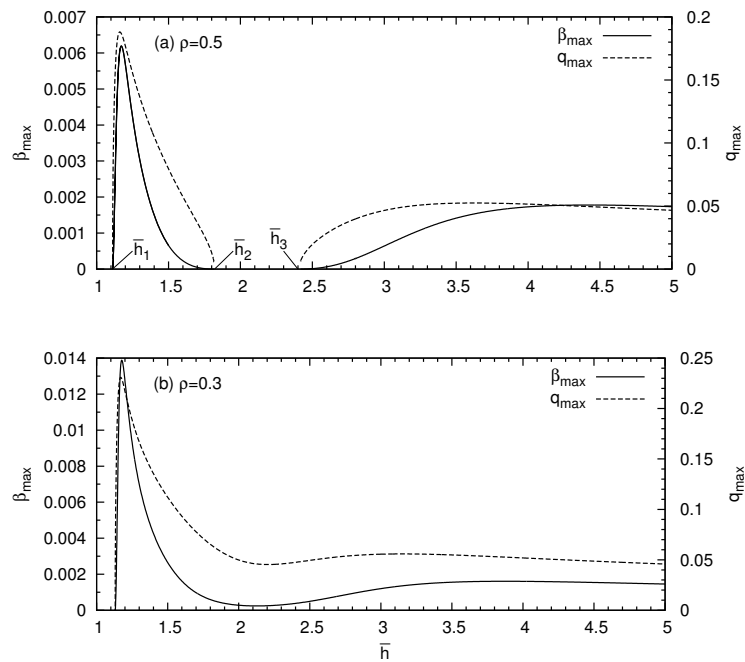 (a) ρ=0.5
β_max
q_max
0.007
0.006
0.005
0.004
0.003
0.002
0.001
0
β_max
0.2
0.15
0.1
0.05
0
q_max
h̅_1
h̅_2
h̅_3
1 1.5 2 2.5 3 3.5 4 4.5 5
(b) ρ=0.3
β_max
q_max
0.014
0.012
0.01
0.008
0.006
0.004
0.002
0
β_max
0.25
0.2
0.15
0.1
0.05
0
q_max
1 1.5 2 2.5 3 3.5 4 4.5 5
h̅